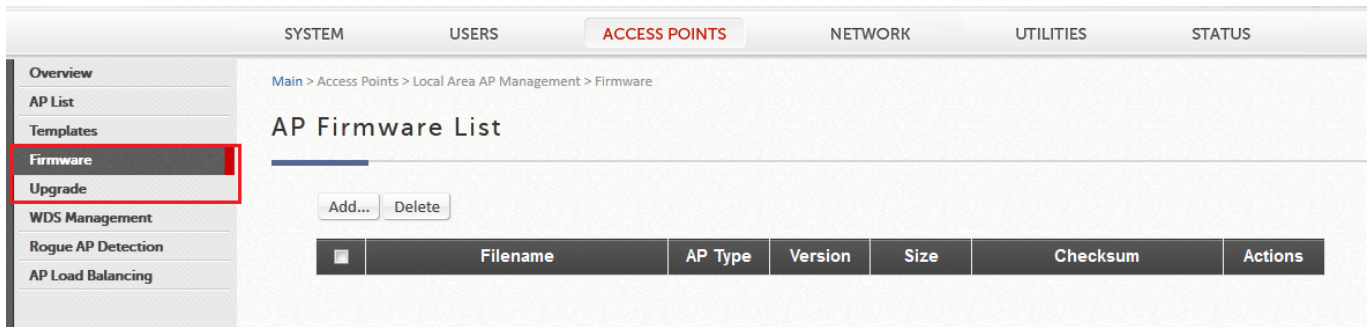 SYSTEM USERS ACCESS POINTS NETWORK UTILITIES STATUS
Overview
AP List
Templates
Firmware
Upgrade
WDS Management
Rogue AP Detection
AP Load Balancing
Main > Access Points > Local Area AP Management > Firmware
AP Firmware List
Add... Delete
Filename AP Type Version Size Checksum Actions